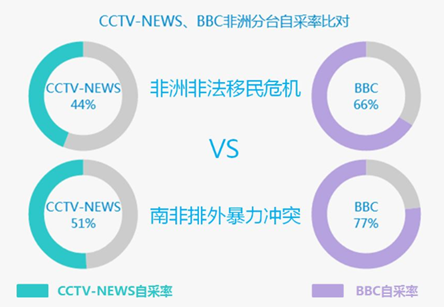 CCTV-NEWS、BBC非洲分台自采率比对
CCTV-NEWS
44%
非洲非法移民危机
BBC
66%
VS
CCTV-NEWS
51%
南非排外暴力冲突
BBC
77%
CCTV-NEWS自采率
BBC自采率